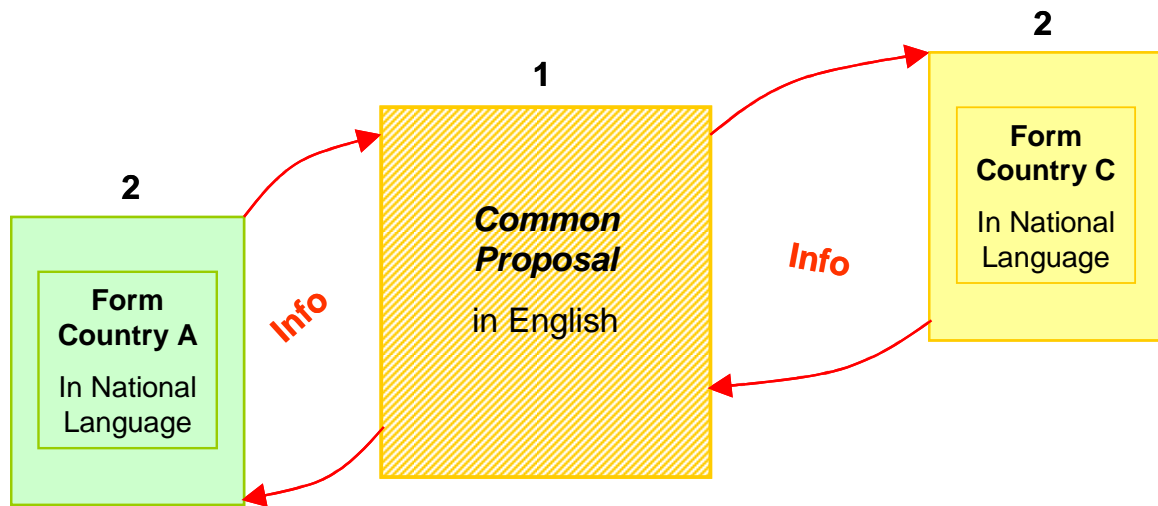 2
1
2
Form
Country A
In National
Language
Info
Common
Proposal
in English
Info
Form
Country C
In National
Language